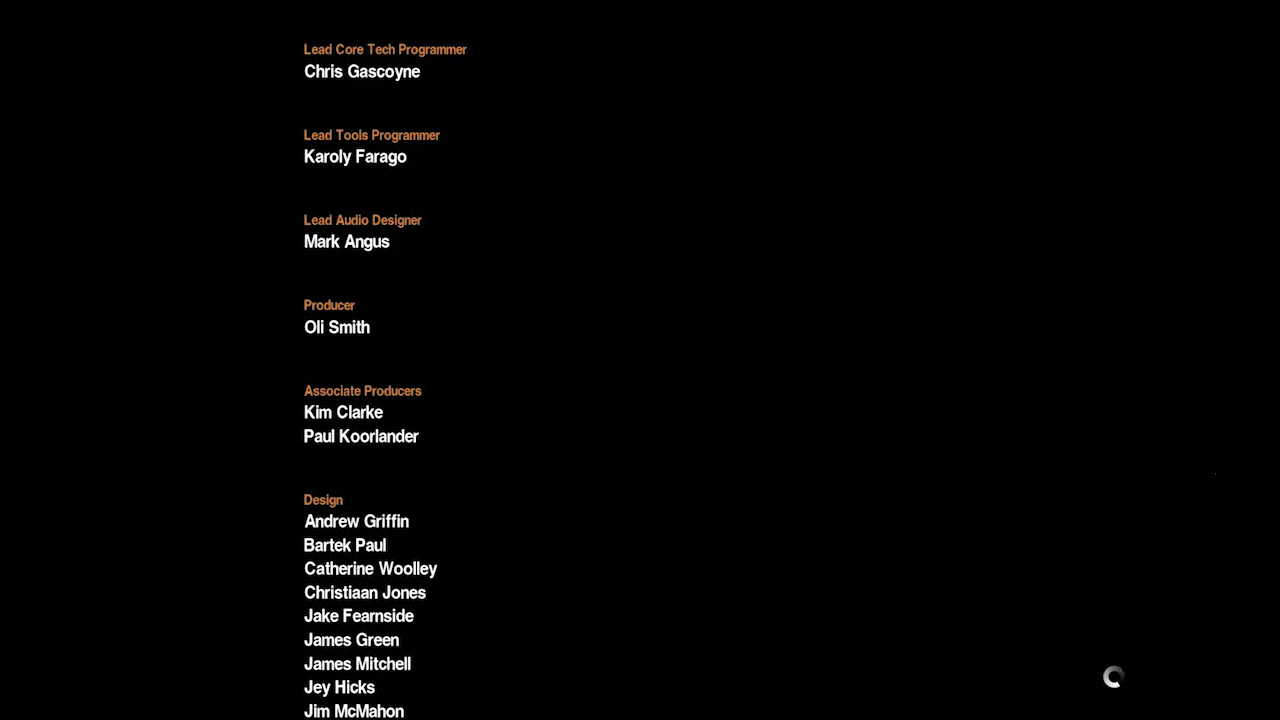 Lead Core Tech Programmer
Chris Gascoyne
Lead Tools Programmer
Karoly Farago
Lead Audio Designer
Mark Angus
Producer
Oli Smith
Associate Producers
Kim Clarke
Paul Koorlander
Design
Andrew Griffin
Bartek Paul
Catherine Woolley
Christiaan Jones
Jake Fearnside
James Green
James Mitchell
Jey Hicks
Jim McMahon